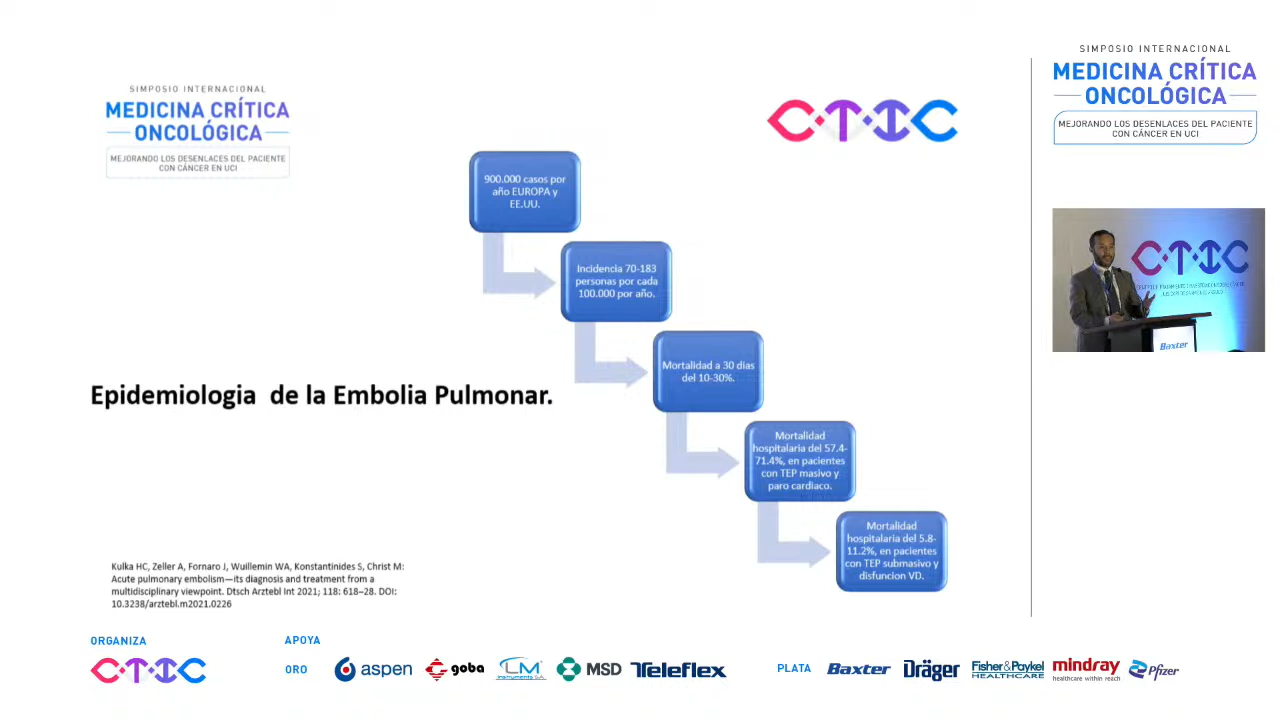 SIMPOSIO INTERNACIONAL
MEDICINA CRÍTICA
ONCOLÓGICA
MEJORANDO LOS DESENLACES DEL PACIENTE
CON CÁNCER EN UCI
CTIC
900.000 casos por
año EUROPA y
EE.UU.
Incidencia 70-183
personas por cada
100.000 por año.
Mortalidad a 30 dias
del 10-30%.
Mortalidad
hospitalaria del 57.4-
71.4%, en pacientes
con TEP masivo y
paro cardiaco.
Mortalidad
hospitalaria del 5.8-
11.2%, en pacientes
con TEP submasivo y
disfuncion VD.
Epidemiologia de la Embolia Pulmonar.
Kulka HC, Zeller A, Fornaro J, Wuillemin WA, Konstantinides S, Christ M:
Acute pulmonary embolism—its diagnosis and treatment from a
multidisciplinary viewpoint. Dtsch Arztebl Int 2021; 118: 618–28. DOI:
10.3238/arztebl.m2021.0226
SIMPOSIO INTERNACIONAL
MEDICINA CRÍTICA
ONCOLÓGICA
MEJORANDO LOS DESENLACES DEL PACIENTE
CON CÁNCER EN UCI
CTIC
Baxter
ORGANIZA
CTIC
APOYA
ORO
aspen
goba
LM
Instruments S.A.
MSD
Teleflex
PLATA
Baxter
Dräger
Fisher & Paykel
HEALTHCARE
mindray
healthcare within reach
Pfizer